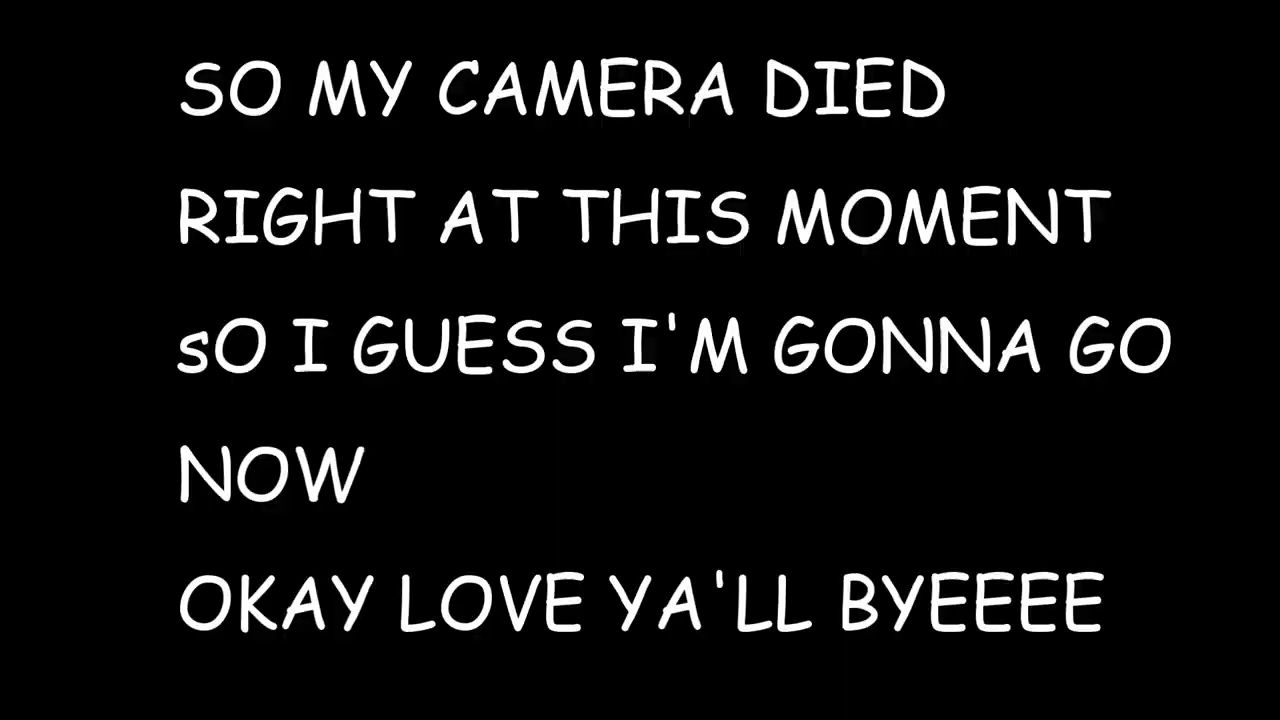 SO MY CAMERA DIED
RIGHT AT THIS MOMENT
sO I GUESS I'M GONNA GO
NOW
OKAY LOVE YA'LL BYEEEE